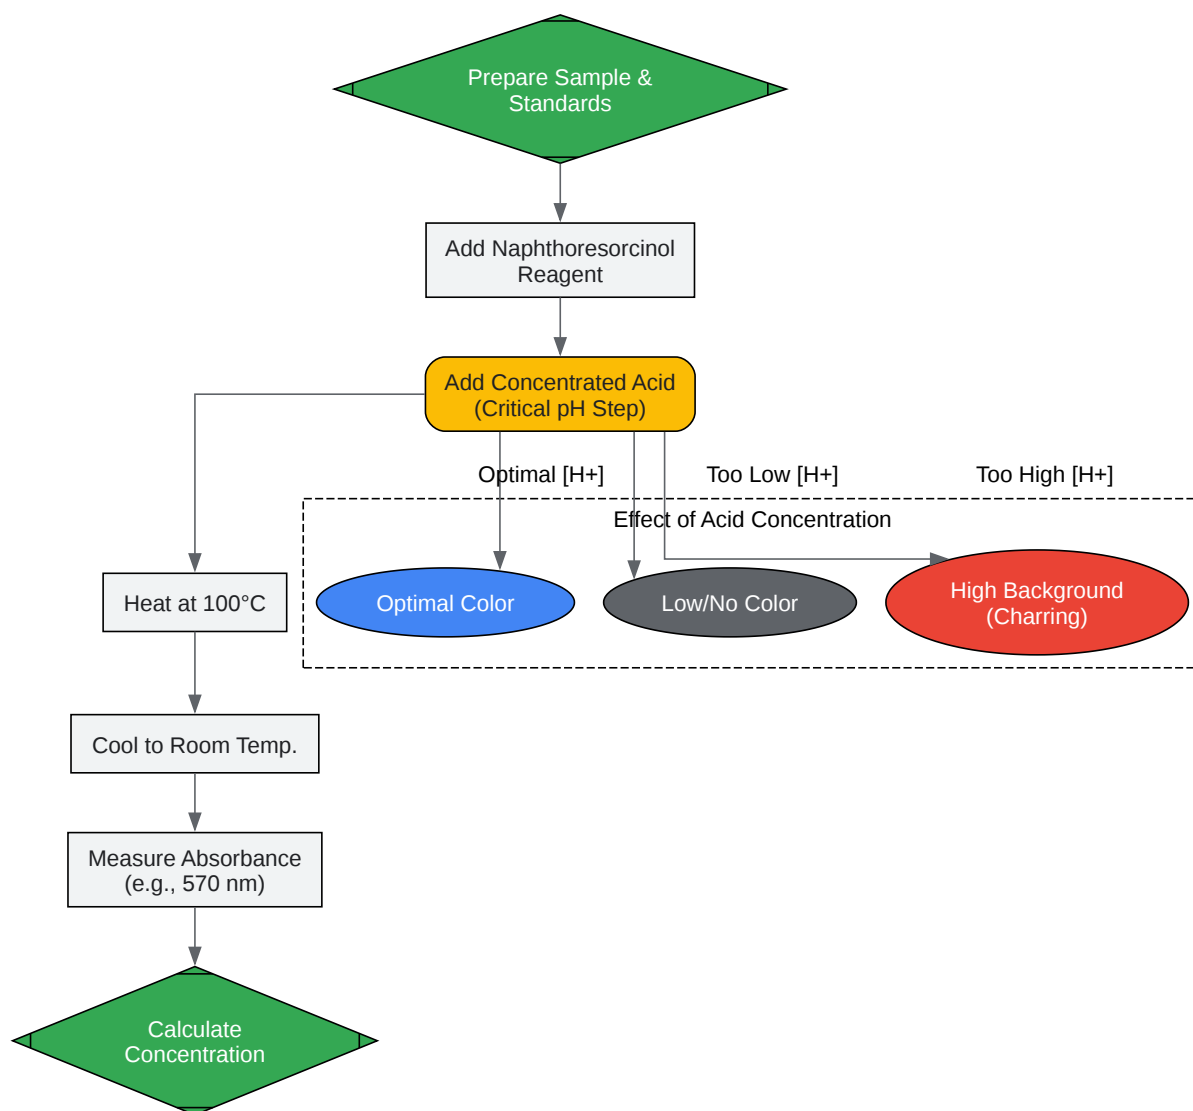 Prepare Sample &
Standards
Add Naphthoresorcinol
Reagent
Add Concentrated Acid
(Critical pH Step)
Optimal [H+]
Too Low [H+]
Too High [H+]
Effect of Acid Concentration
Heat at 100°C
Optimal Color
Low/No Color
High Background
(Charring)
Cool to Room Temp.
Measure Absorbance
(e.g., 570 nm)
Calculate
Concentration